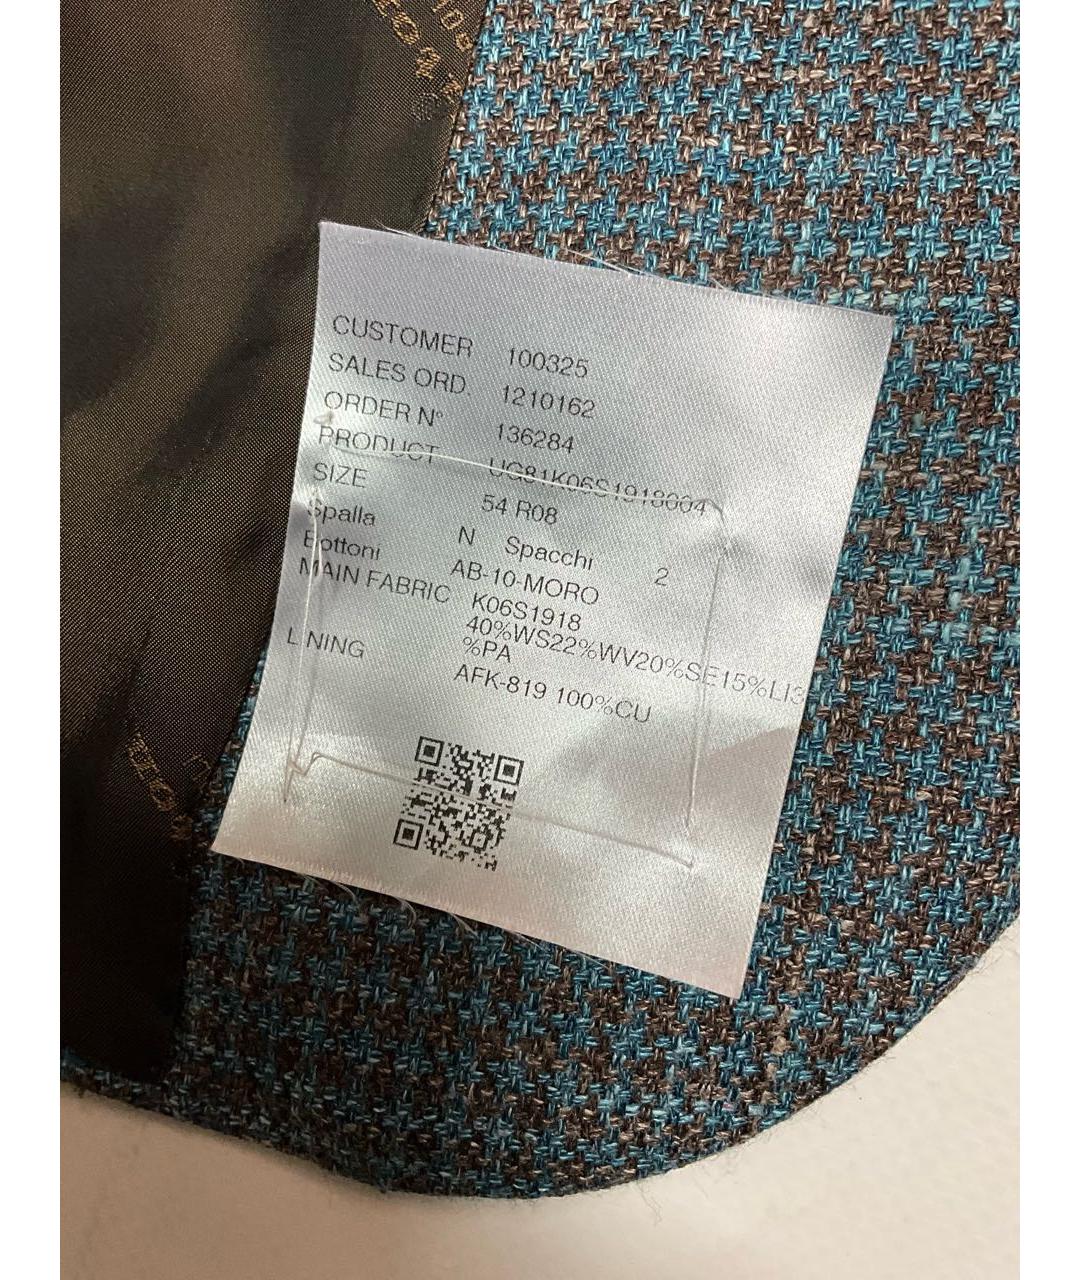 CUSTOMER 100325
SALES ORD. 1210162
ORDER N° 136284
PRODUCT UG81K06S1918004
SIZE 54 R08
Spalla N Spacchi 2
Bottoni AB-10-MORO
MAIN FABRIC K06S1918
40%WS22%WV20%SE15%LI3
%PA
LINING AFK-819 100%CU